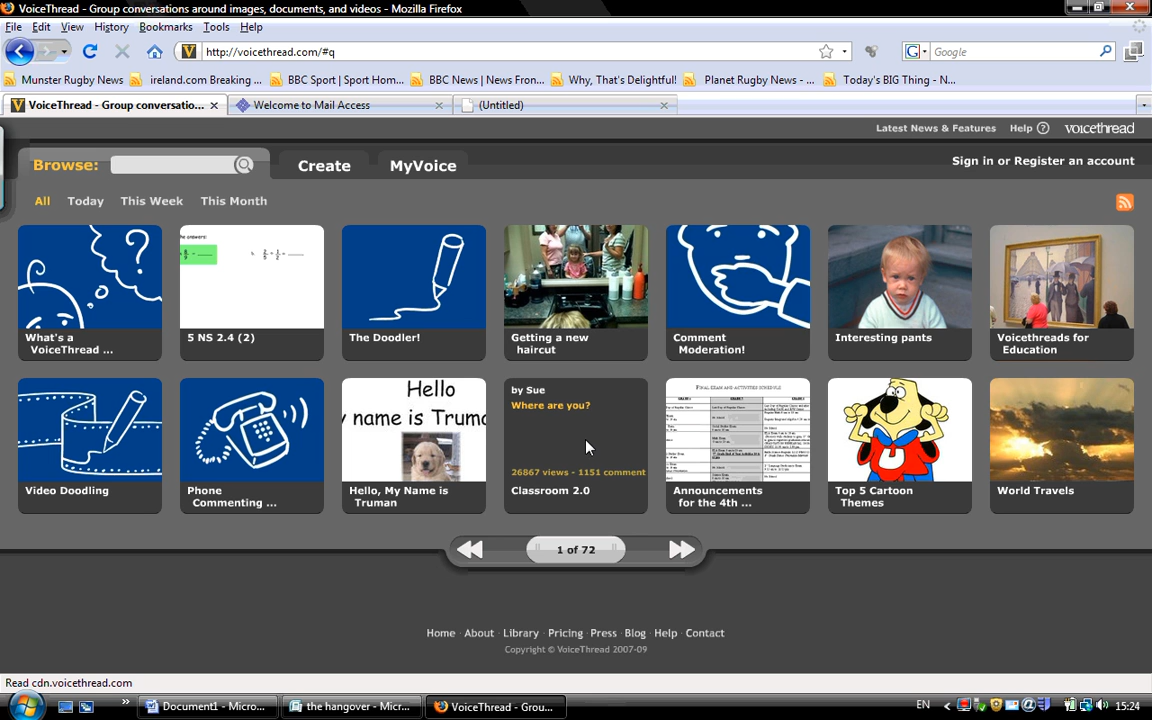 VoiceThread - Group conversations around images, documents, and videos - Mozilla Firefox
File Edit View History Bookmarks Tools Help
http://voicethread.com/#q
Google
Munster Rugby News ireland.com Breaking ... BBC Sport | Sport Hom... BBC News | News Fron... Why, That's Delightful! Planet Rugby News - ... Today's BIG Thing - N...
VoiceThread - Group conversatio... Welcome to Mail Access (Untitled)
Latest News & Features Help ? voicethread
Browse: Create MyVoice Sign in or Register an account
All Today This Week This Month
What's a
VoiceThread ...
5 NS 2.4 (2)
The Doodler!
Getting a new
haircut
Comment
Moderation!
Interesting pants
Voicethreads for
Education
Hello
name is Trum
by Sue
Where are you?
26867 views - 1151 comment
FINAL EXAM AND ACTIVITIES SCHEDULE
Video Doodling
Phone
Commenting ...
Hello, My Name is
Truman
Classroom 2.0
Announcements
for the 4th ...
Top 5 Cartoon
Themes
World Travels
1 of 72
Home · About · Library · Pricing · Press · Blog · Help · Contact
Copyright © VoiceThread 2007-09
Read cdn.voicethread.com
Document1 - Micro... the hangover - Micr... VoiceThread - Grou... EN 15:24